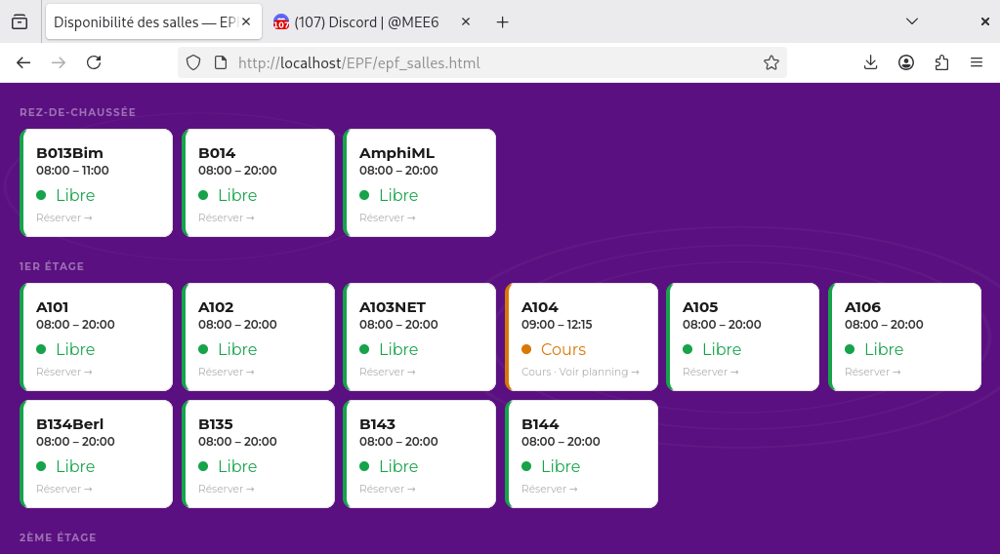 Disponibilité des salles — EP
(107) Discord | @MEE6
http://localhost/EPF/epf_salles.html
REZ-DE-CHAUSSÉE
B013Bim B014 AmphiML
08:00 – 11:00 08:00 – 20:00 08:00 – 20:00
Libre Libre Libre
Réserver → Réserver → Réserver →
1ER ÉTAGE
A101 A102 A103NET A104 A105 A106
08:00 – 20:00 08:00 – 20:00 08:00 – 20:00 09:00 – 12:15 08:00 – 20:00 08:00 – 20:00
Libre Libre Libre Cours Libre Libre
Réserver → Réserver → Réserver → Cours · Voir planning → Réserver → Réserver →
B134Berl B135 B143 B144
08:00 – 20:00 08:00 – 20:00 08:00 – 20:00 08:00 – 20:00
Libre Libre Libre Libre
Réserver → Réserver → Réserver → Réserver →
2ÈME ÉTAGE